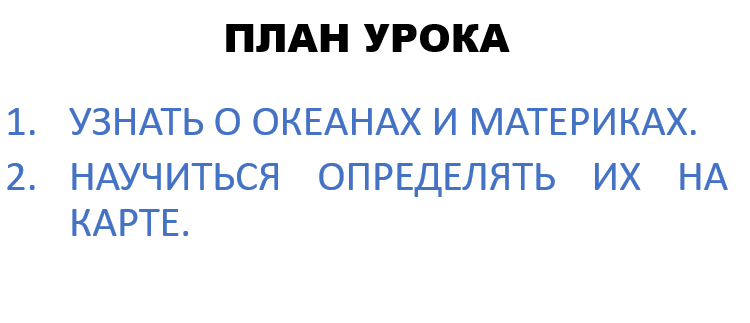 ПЛАН УРОКА
1. УЗНАТЬ О ОКЕАНАХ И МАТЕРИКАХ.
2. НАУЧИТЬСЯ ОПРЕДЕЛЯТЬ ИХ НА
КАРТЕ.